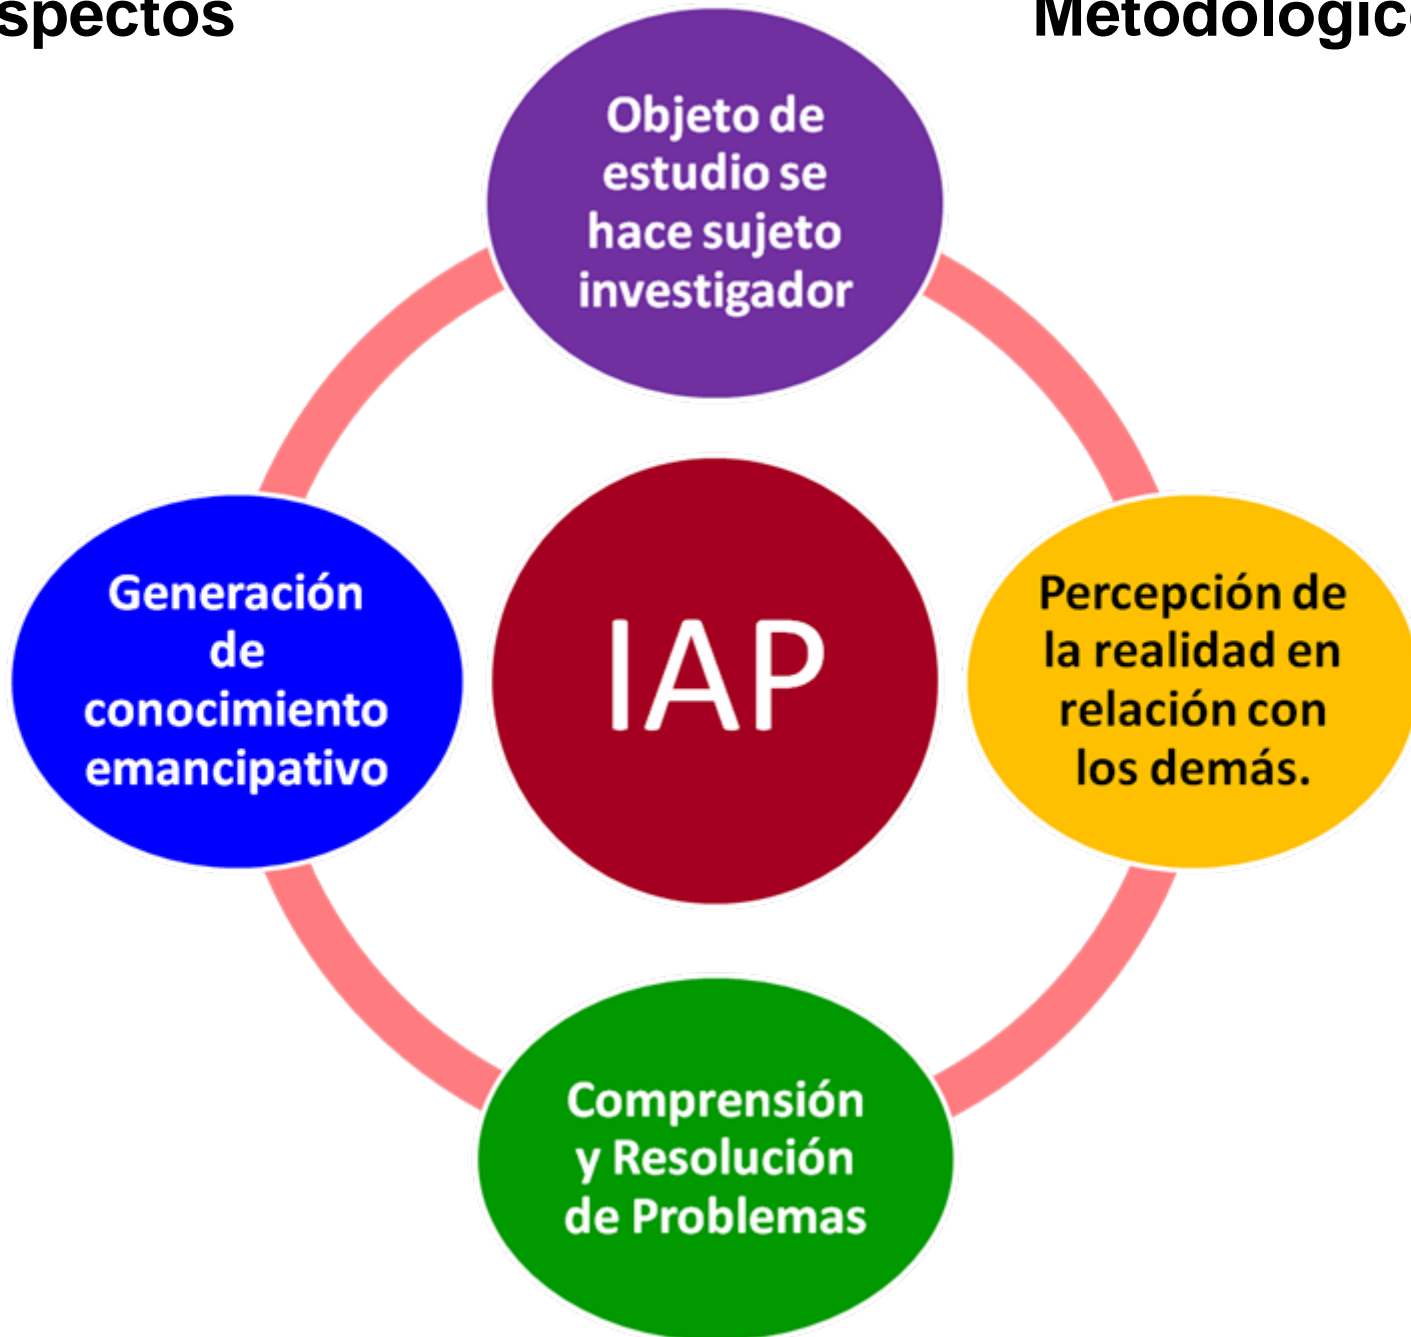 spectos
Metodológic
Objeto de
estudio se
hace sujeto
investigador
Generación
de
conocimiento
emancipativo
IAP
Percepción de
la realidad en
relación con
los demás.
Comprensión
y Resolución
de Problemas